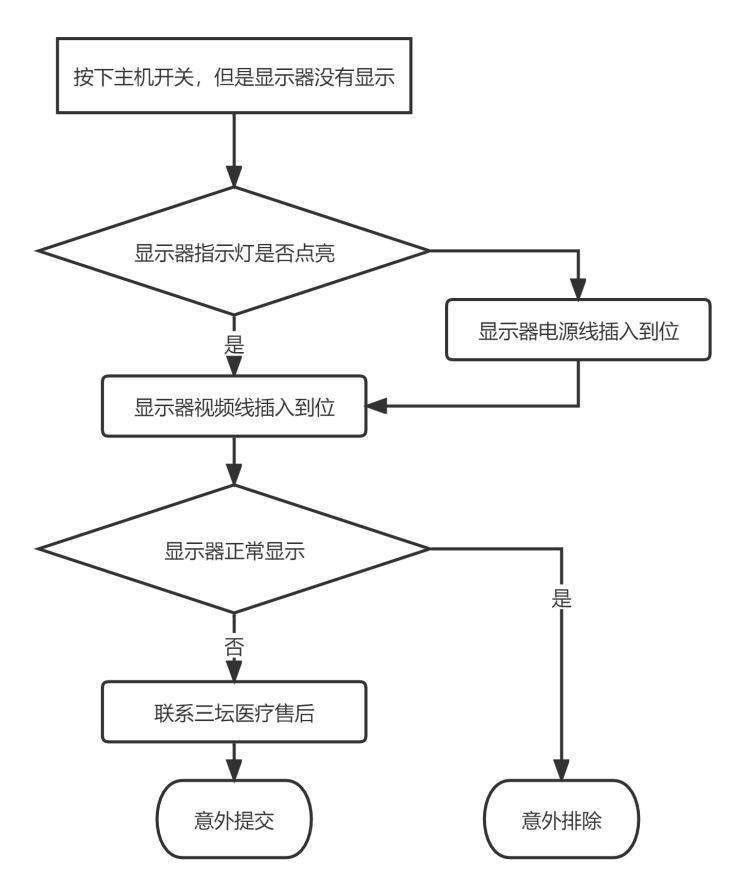 按下主机开关，但是显示器没有显示
显示器指示灯是否点亮
显示器电源线插入到位
是
显示器视频线插入到位
显示器正常显示
是
否
联系三坛医疗售后
意外提交
意外排除